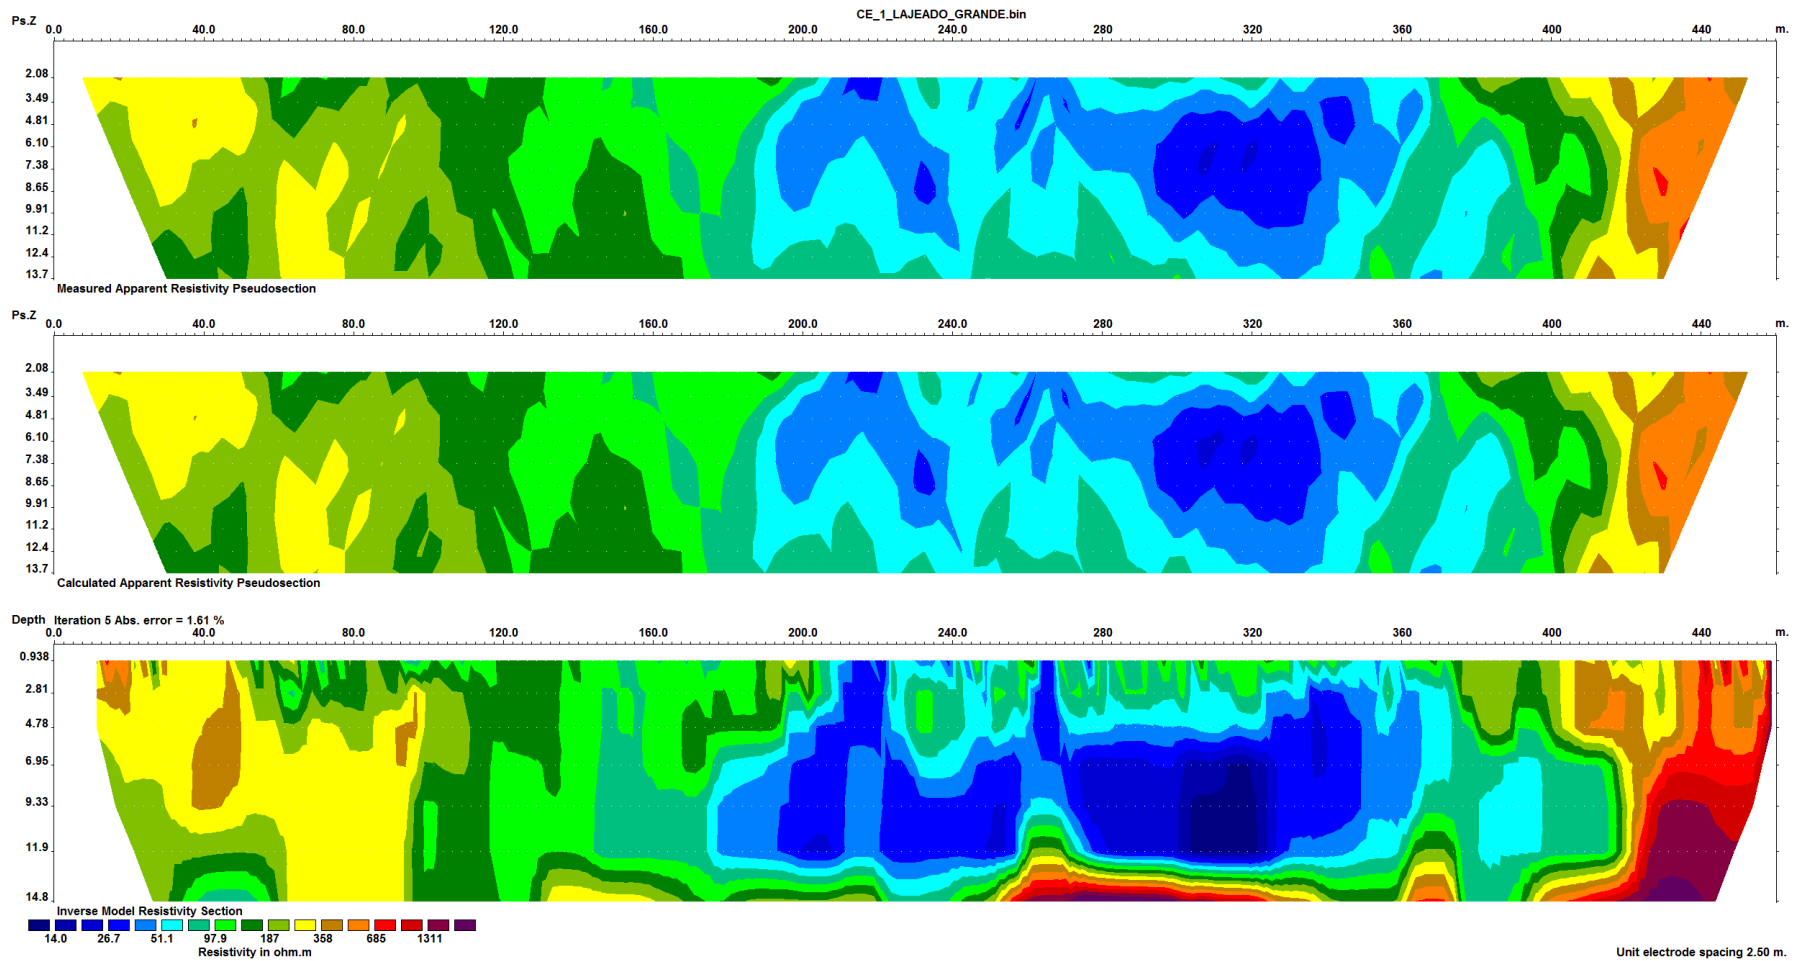 CE_1_LAJEADO_GRANDE.bin
Ps.Z
0.0 40.0 80.0 120.0 160.0 200.0 240.0 280 320 360 400 440 m.
2.08
3.49
4.81
6.10
7.38
8.65
9.91
11.2
12.4
13.7
Measured Apparent Resistivity Pseudosection
Ps.Z
0.0 40.0 80.0 120.0 160.0 200.0 240.0 280 320 360 400 440 m.
2.08
3.49
4.81
6.10
7.38
8.65
9.91
11.2
12.4
13.7
Calculated Apparent Resistivity Pseudosection
Depth Iteration 5 Abs. error = 1.61 %
0.0 40.0 80.0 120.0 160.0 200.0 240.0 280 320 360 400 440 m.
0.938
2.81
4.78
6.95
9.33
11.9
14.8
Inverse Model Resistivity Section
14.0 26.7 51.1 97.9 187 358 685 1311
Resistivity in ohm.m
Unit electrode spacing 2.50 m.